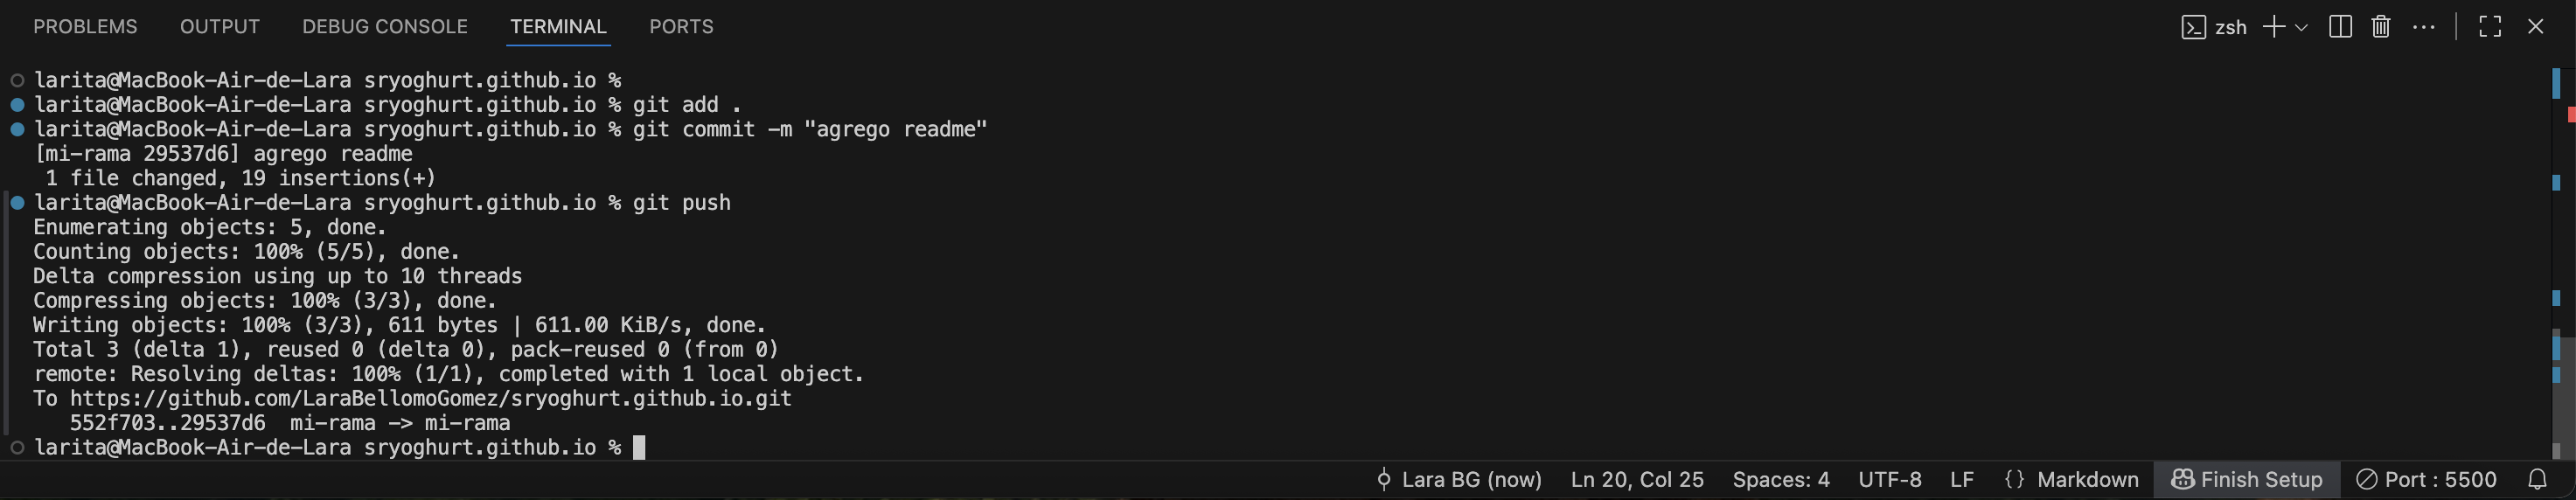 PROBLEMS OUTPUT DEBUG CONSOLE TERMINAL PORTS zsh
larita@MacBook-Air-de-Lara sryoghurt.github.io %
larita@MacBook-Air-de-Lara sryoghurt.github.io % git add .
larita@MacBook-Air-de-Lara sryoghurt.github.io % git commit -m "agrego readme"
[mi-rama 29537d6] agrego readme
1 file changed, 19 insertions(+)
larita@MacBook-Air-de-Lara sryoghurt.github.io % git push
Enumerating objects: 5, done.
Counting objects: 100% (5/5), done.
Delta compression using up to 10 threads
Compressing objects: 100% (3/3), done.
Writing objects: 100% (3/3), 611 bytes | 611.00 KiB/s, done.
Total 3 (delta 1), reused 0 (delta 0), pack-reused 0 (from 0)
remote: Resolving deltas: 100% (1/1), completed with 1 local object.
To https://github.com/LaraBellomoGomez/sryoghurt.github.io.git
552f703..29537d6 mi-rama -> mi-rama
larita@MacBook-Air-de-Lara sryoghurt.github.io %
Lara BG (now) Ln 20, Col 25 Spaces: 4 UTF-8 LF {} Markdown Finish Setup Port : 5500